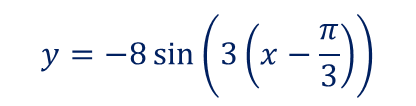 y = −8 sin (3 (x − π/3))